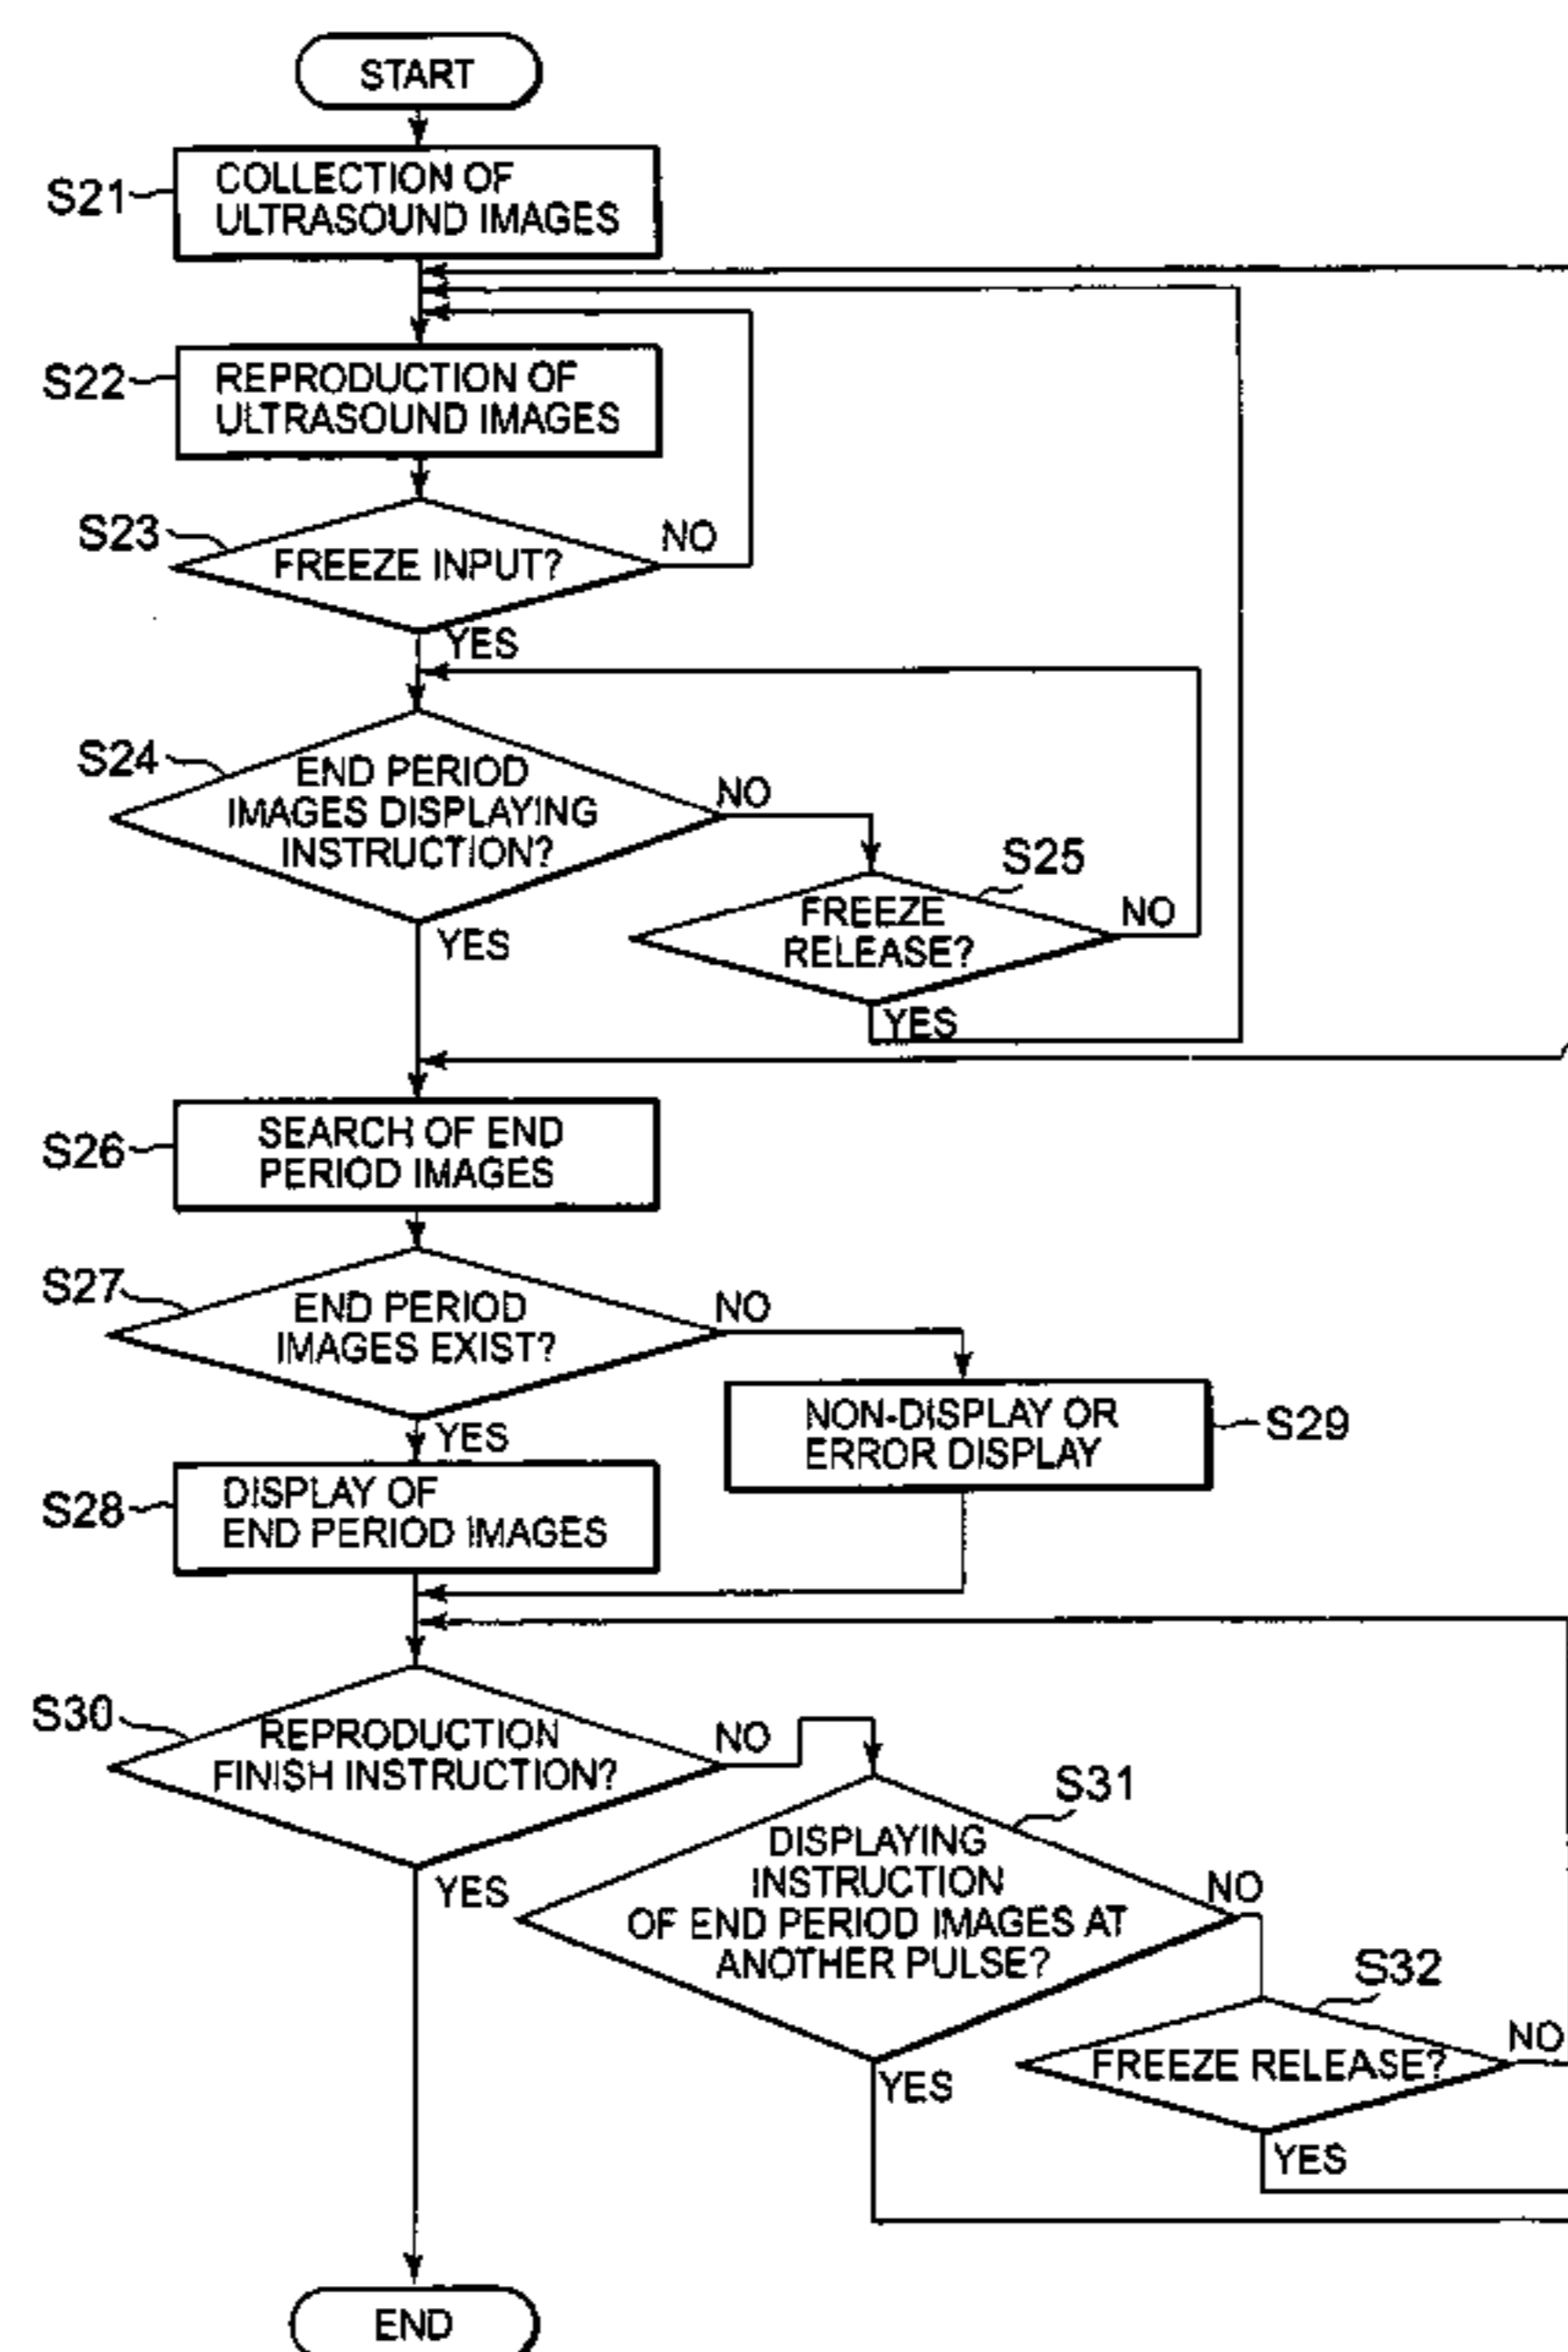 START
S21
COLLECTION OF
ULTRASOUND IMAGES
S22
REPRODUCTION OF
ULTRASOUND IMAGES
S23
FREEZE INPUT?
NO
YES
S24
END PERIOD
IMAGES DISPLAYING
INSTRUCTION?
NO
YES
S25
FREEZE
RELEASE?
NO
YES
S26
SEARCH OF END
PERIOD IMAGES
S27
END PERIOD
IMAGES EXIST?
NO
YES
S28
DISPLAY OF
END PERIOD IMAGES
NON-DISPLAY OR
ERROR DISPLAY
S29
S30
REPRODUCTION
FINISH INSTRUCTION?
NO
YES
S31
DISPLAYING
INSTRUCTION
OF END PERIOD IMAGES AT
ANOTHER PULSE?
NO
YES
S32
FREEZE RELEASE?
NO
YES
END